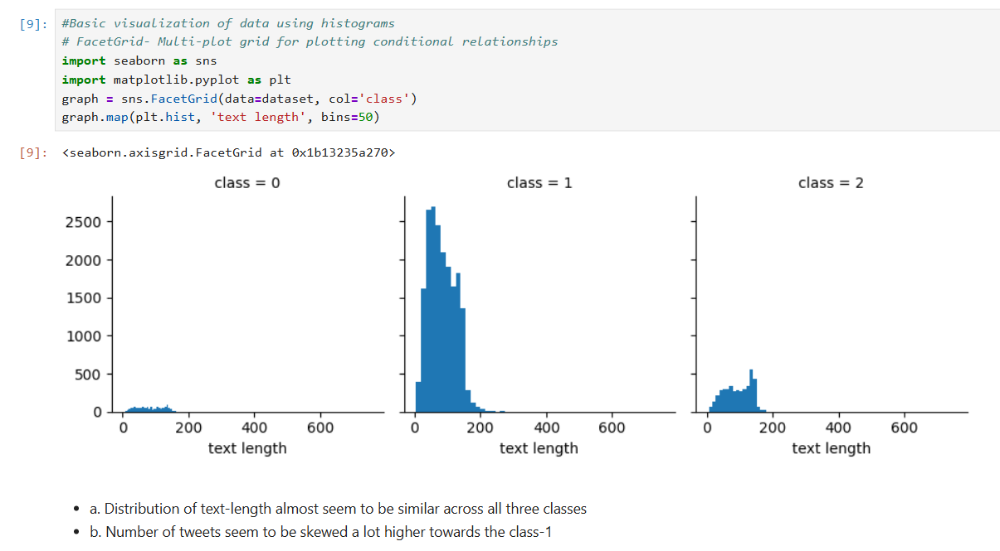 [9]: #Basic visualization of data using histograms
# FacetGrid- Multi-plot grid for plotting conditional relationships
import seaborn as sns
import matplotlib.pyplot as plt
graph = sns.FacetGrid(data=dataset, col='class')
graph.map(plt.hist, 'text length', bins=50)
[9]: <seaborn.axisgrid.FacetGrid at 0x1b13235a270>
class = 0 class = 1 class = 2
2500
2000
1500
1000
500
0
0 200 400 600 0 200 400 600 0 200 400 600
text length text length text length
• a. Distribution of text-length almost seem to be similar across all three classes
• b. Number of tweets seem to be skewed a lot higher towards the class-1